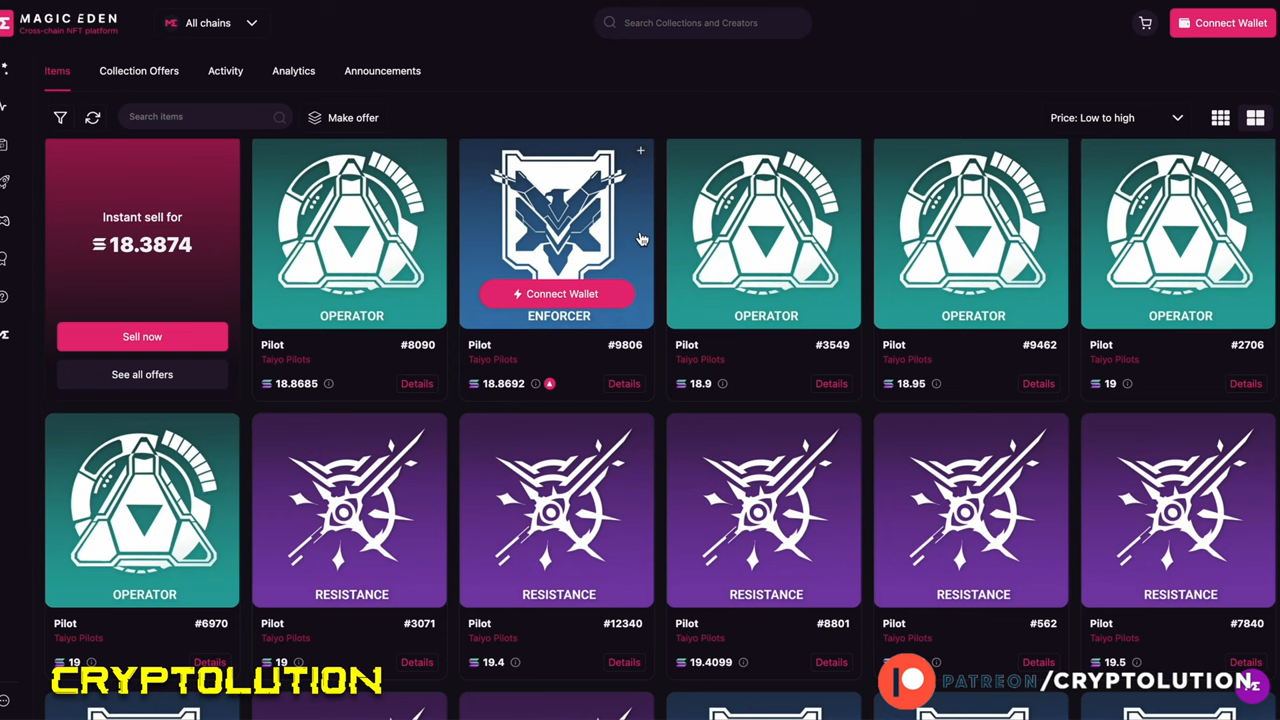 MAGIC EDEN
Cross-chain NFT platform
All chains
Search Collections and Creators
Connect Wallet
Items
Collection Offers
Activity
Analytics
Announcements
Search items
Make offer
Price: Low to high
Instant sell for
18.3874
Sell now
See all offers
OPERATOR
Pilot #8090
Taiyo Pilots
18.8685 Details
Connect Wallet
ENFORCER
Pilot #9806
Taiyo Pilots
18.8692 Details
OPERATOR
Pilot #3549
Taiyo Pilots
18.9 Details
OPERATOR
Pilot #9462
Taiyo Pilots
18.95 Details
OPERATOR
Pilot #2706
Taiyo Pilots
19 Details
OPERATOR
Pilot #6970
Taiyo Pilots
19 Details
RESISTANCE
Pilot #3071
Taiyo Pilots
19 Details
RESISTANCE
Pilot #12340
Taiyo Pilots
19.4 Details
RESISTANCE
Pilot #8801
Taiyo Pilots
19.4099 Details
RESISTANCE
Pilot #562
Taiyo Pilots
Details
RESISTANCE
Pilot #7840
Taiyo Pilots
19.5 Details
CRYPTOLUTION
PATREON/CRYPTOLUTION